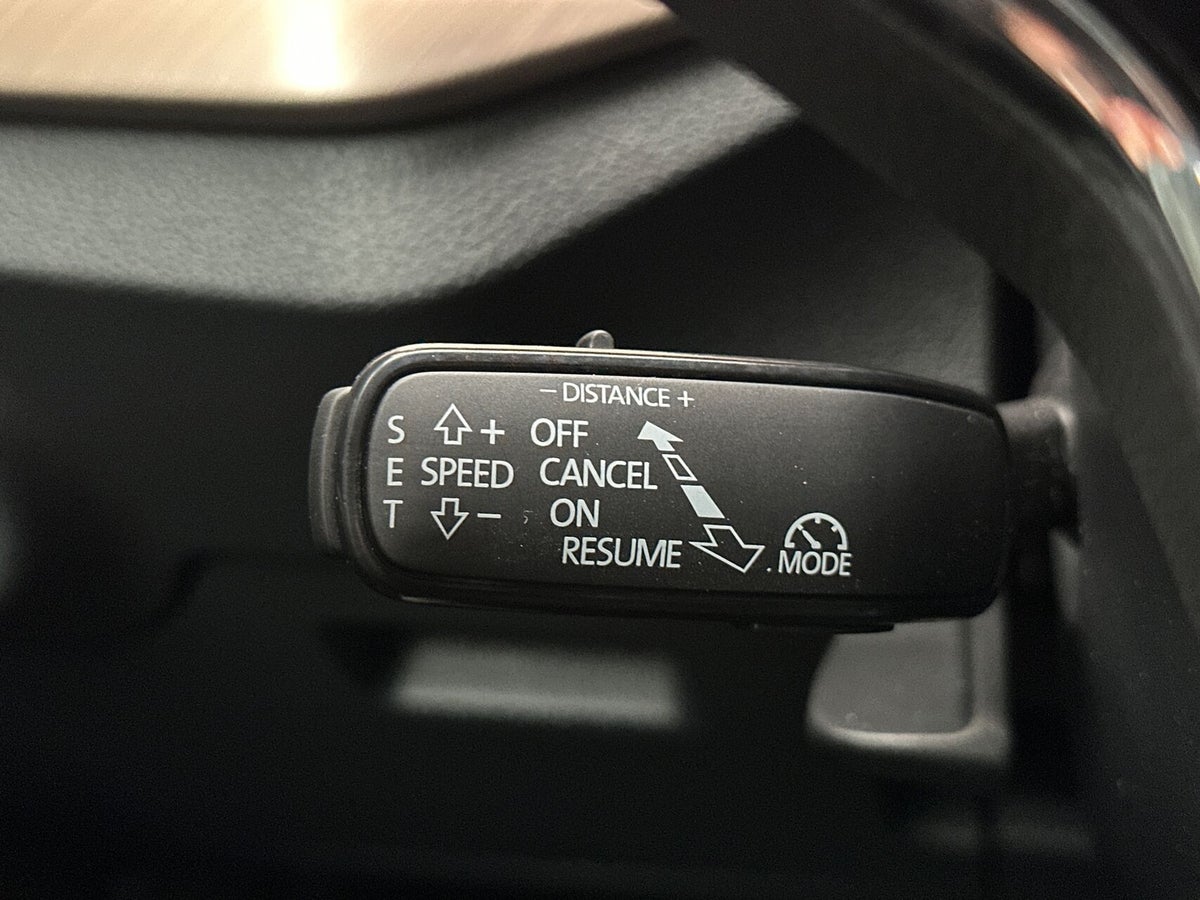 − DISTANCE +
S + OFF
E SPEED CANCEL
T − ON
RESUME
MODE